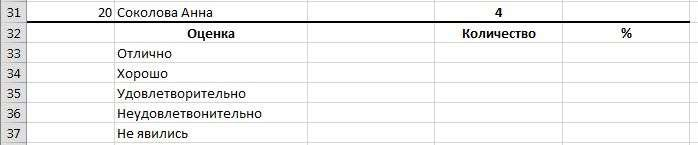 31 20 Соколова Анна 4
32 Оценка Количество %
33 Отлично
34 Хорошо
35 Удовлетворительно
36 Неудовлетвонительно
37 Не явились